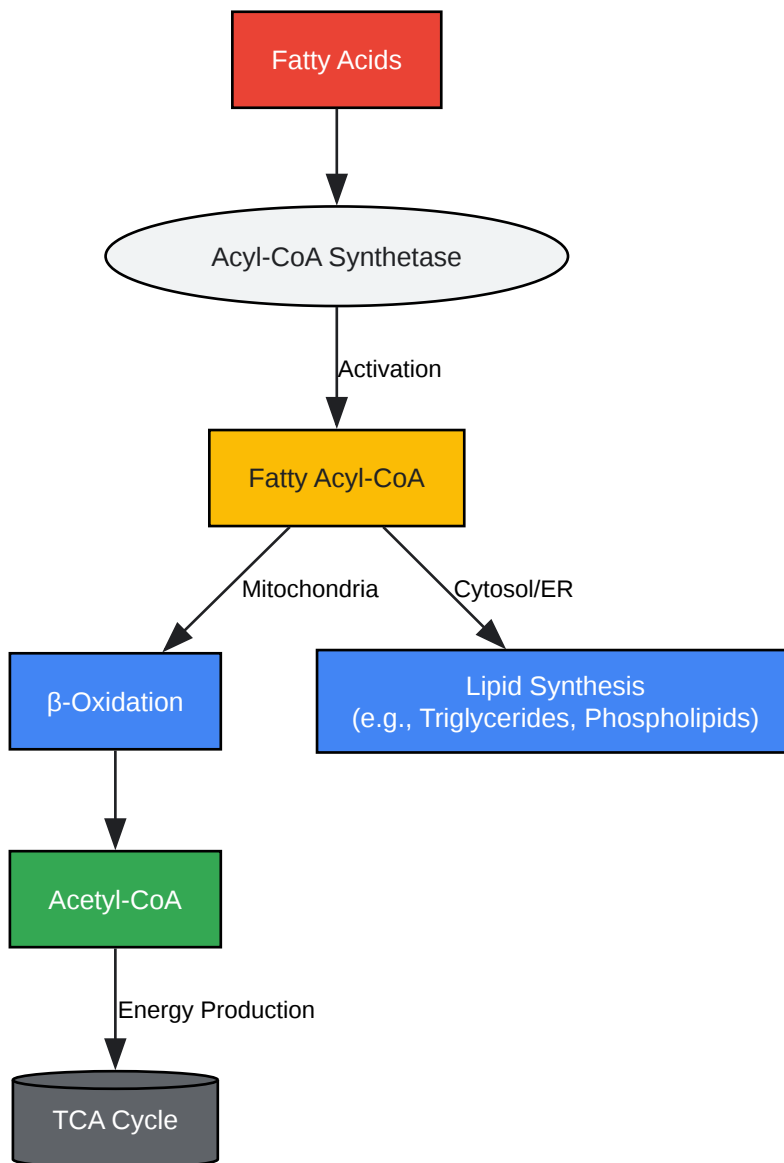 Fatty Acids
Acyl-CoA Synthetase
Activation
Fatty Acyl-CoA
Mitochondria
Cytosol/ER
β-Oxidation
Lipid Synthesis
(e.g., Triglycerides, Phospholipids)
Acetyl-CoA
Energy Production
TCA Cycle